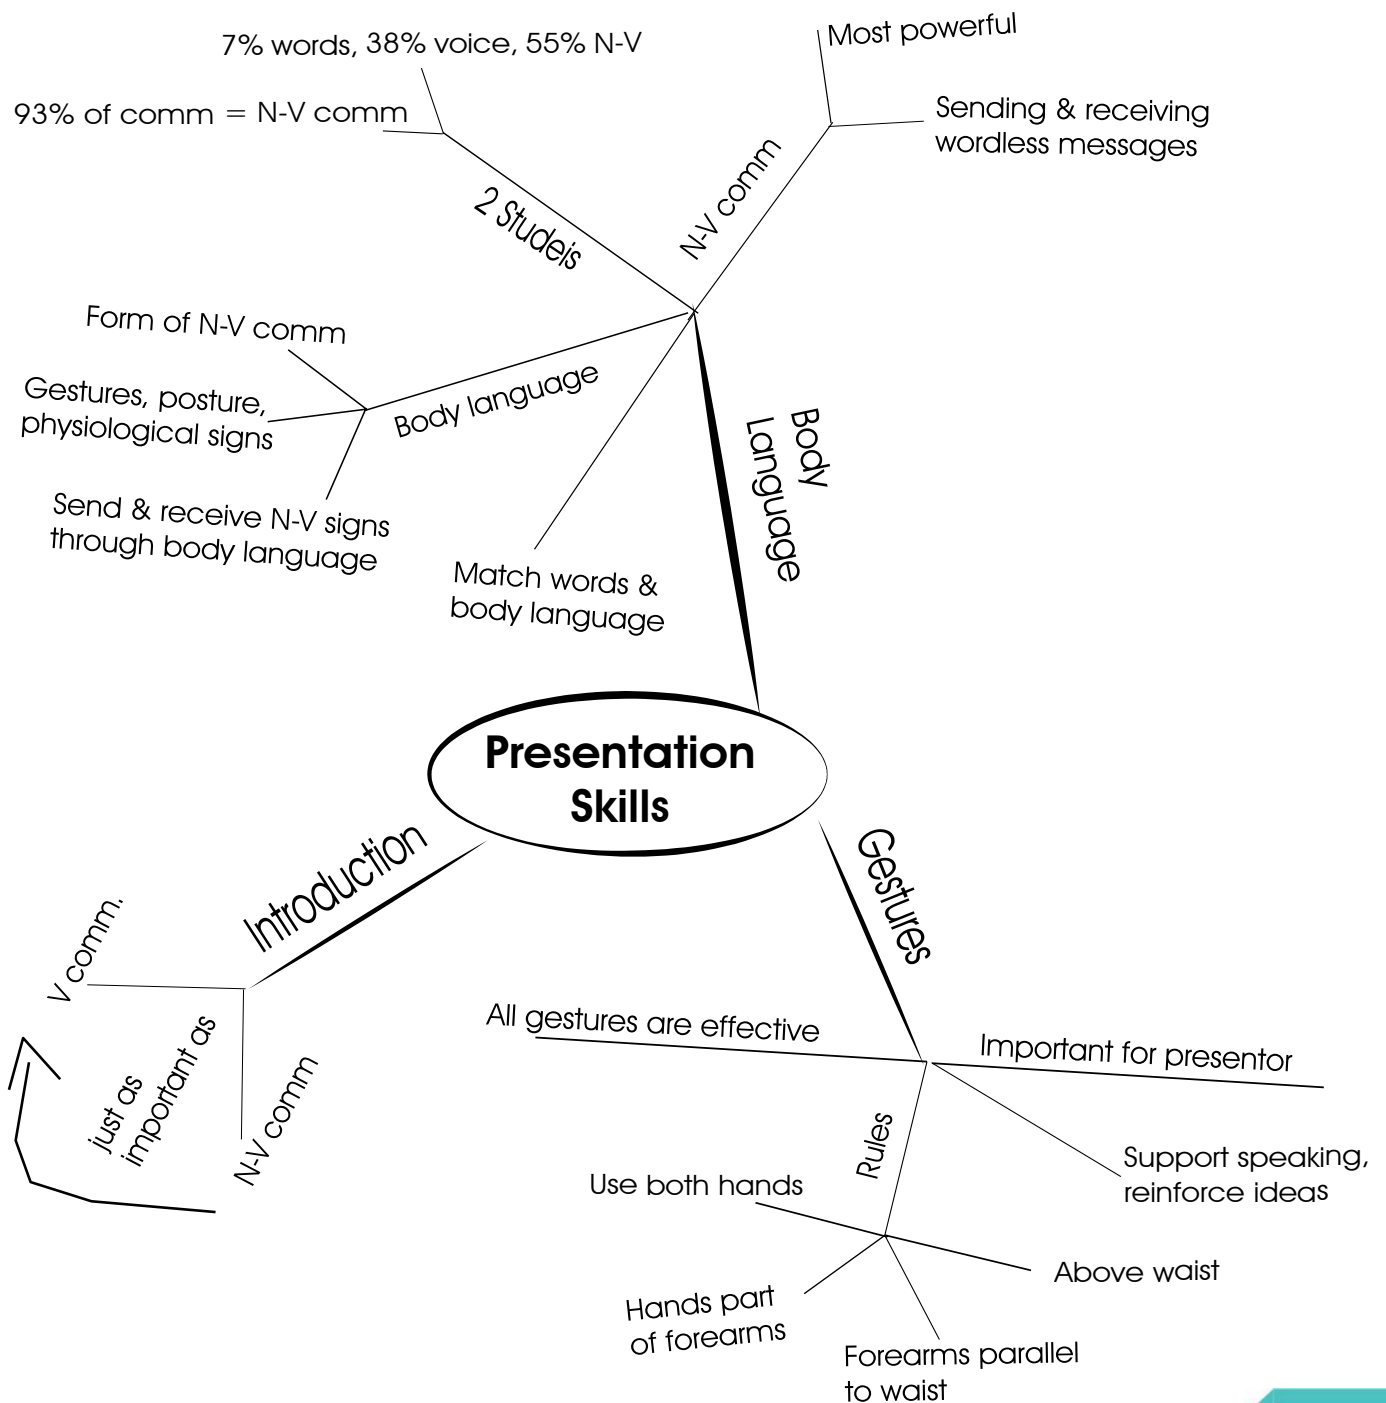 Most powerful
7% words, 38% voice, 55% N-V
93% of comm = N-V comm
Sending & receiving
wordless messages
N-V comm
2 Studeis
Form of N-V comm
Gestures, posture,
physiological signs
Body language
Send & receive N-V signs
through body language
Match words &
body language
Body
Language
Presentation
Skills
Introduction
V comm.
just as
important as
N-V comm
Gestures
All gestures are effective
Important for presentor
Support speaking,
reinforce ideas
Rules
Use both hands
Above waist
Hands part
of forearms
Forearms parallel
to waist